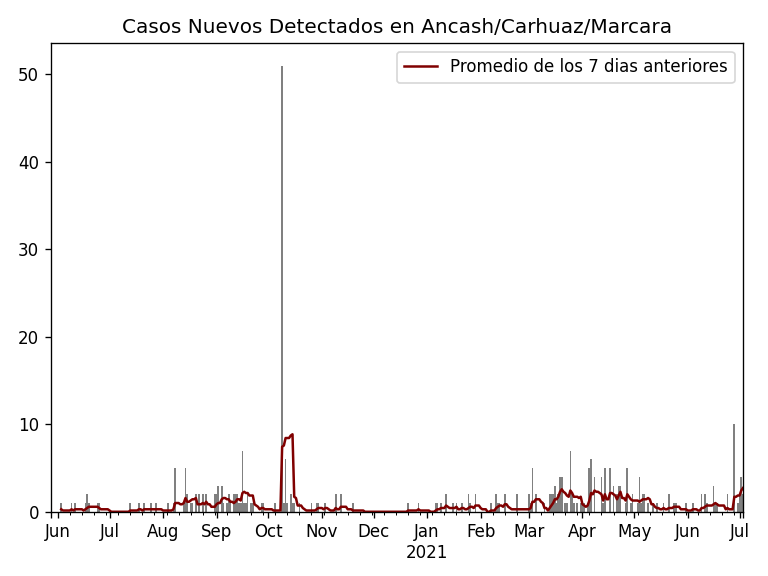 Casos Nuevos Detectados en Ancash/Carhuaz/Marcara
Promedio de los 7 dias anteriores
50
40
30
20
10
0
Jun Jul Aug Sep Oct Nov Dec Jan Feb Mar Apr May Jun Jul
2021